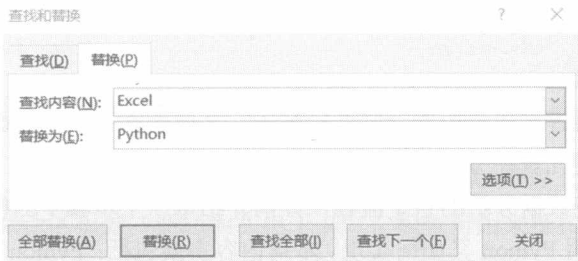 查找和替换 ? ×
查找(D) 替换(P)
查找内容(N): Excel
替换为(E): Python
选项(T) >>
全部替换(A) 替换(R) 查找全部(I) 查找下一个(F) 关闭